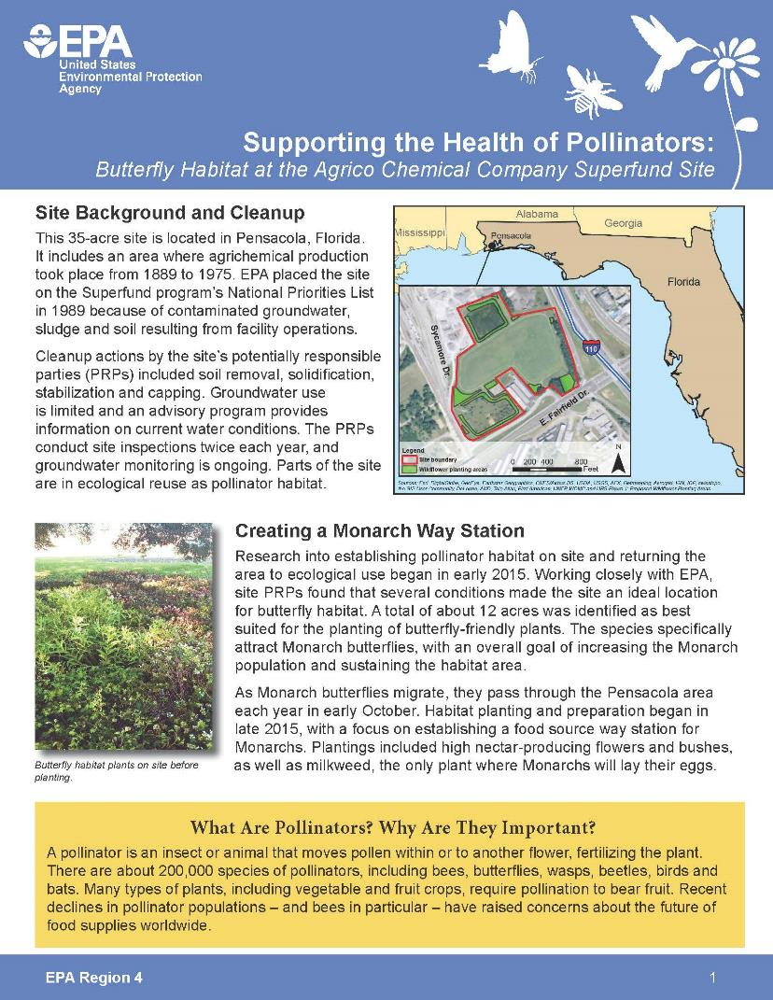 EPA
United States
Environmental Protection
Agency
Supporting the Health of Pollinators:
Butterfly Habitat at the Agrico Chemical Company Superfund Site
Site Background and Cleanup
This 35-acre site is located in Pensacola, Florida.
It includes an area where agrichemical production
took place from 1889 to 1975. EPA placed the site
on the Superfund program's National Priorities List
in 1989 because of contaminated groundwater,
sludge and soil resulting from facility operations.
Cleanup actions by the site's potentially responsible
parties (PRPs) included soil removal, solidification,
stabilization and capping. Groundwater use
is limited and an advisory program provides
information on current water conditions. The PRPs
conduct site inspections twice each year, and
groundwater monitoring is ongoing. Parts of the site
are in ecological reuse as pollinator habitat.
Alabama
Georgia
Mississippi
Pensacola
Florida
Sycamore Dr.
110
E. Fairfield Dr.
Legend
Site boundary
Wildflower planting areas
0 200 400 800
Feet
N
Creating a Monarch Way Station
Research into establishing pollinator habitat on site and returning the
area to ecological use began in early 2015. Working closely with EPA,
site PRPs found that several conditions made the site an ideal location
for butterfly habitat. A total of about 12 acres was identified as best
suited for the planting of butterfly-friendly plants. The species specifically
attract Monarch butterflies, with an overall goal of increasing the Monarch
population and sustaining the habitat area.
As Monarch butterflies migrate, they pass through the Pensacola area
each year in early October. Habitat planting and preparation began in
late 2015, with a focus on establishing a food source way station for
Monarchs. Plantings included high nectar-producing flowers and bushes,
as well as milkweed, the only plant where Monarchs will lay their eggs.
Butterfly habitat plants on site before
planting.
What Are Pollinators? Why Are They Important?
A pollinator is an insect or animal that moves pollen within or to another flower, fertilizing the plant.
There are about 200,000 species of pollinators, including bees, butterflies, wasps, beetles, birds and
bats. Many types of plants, including vegetable and fruit crops, require pollination to bear fruit. Recent
declines in pollinator populations – and bees in particular – have raised concerns about the future of
food supplies worldwide.
EPA Region 4
1